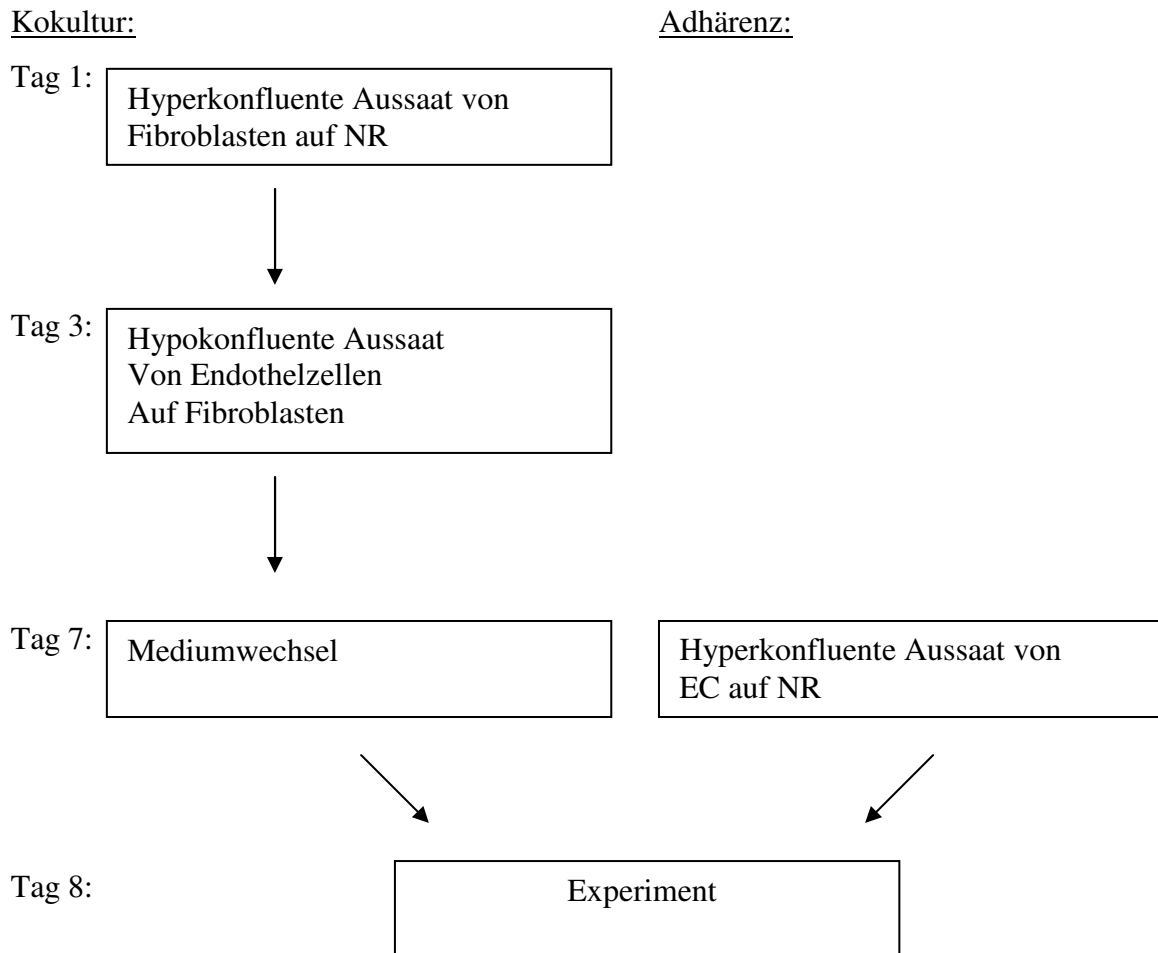 Kokultur:
Adhärenz:
Tag 1:
Hyperkonfluente Aussaat von
Fibroblasten auf NR
Tag 3:
Hypokonfluente Aussaat
Von Endothelzellen
Auf Fibroblasten
Tag 7:
Mediumwechsel
Hyperkonfluente Aussaat von
EC auf NR
Tag 8:
Experiment